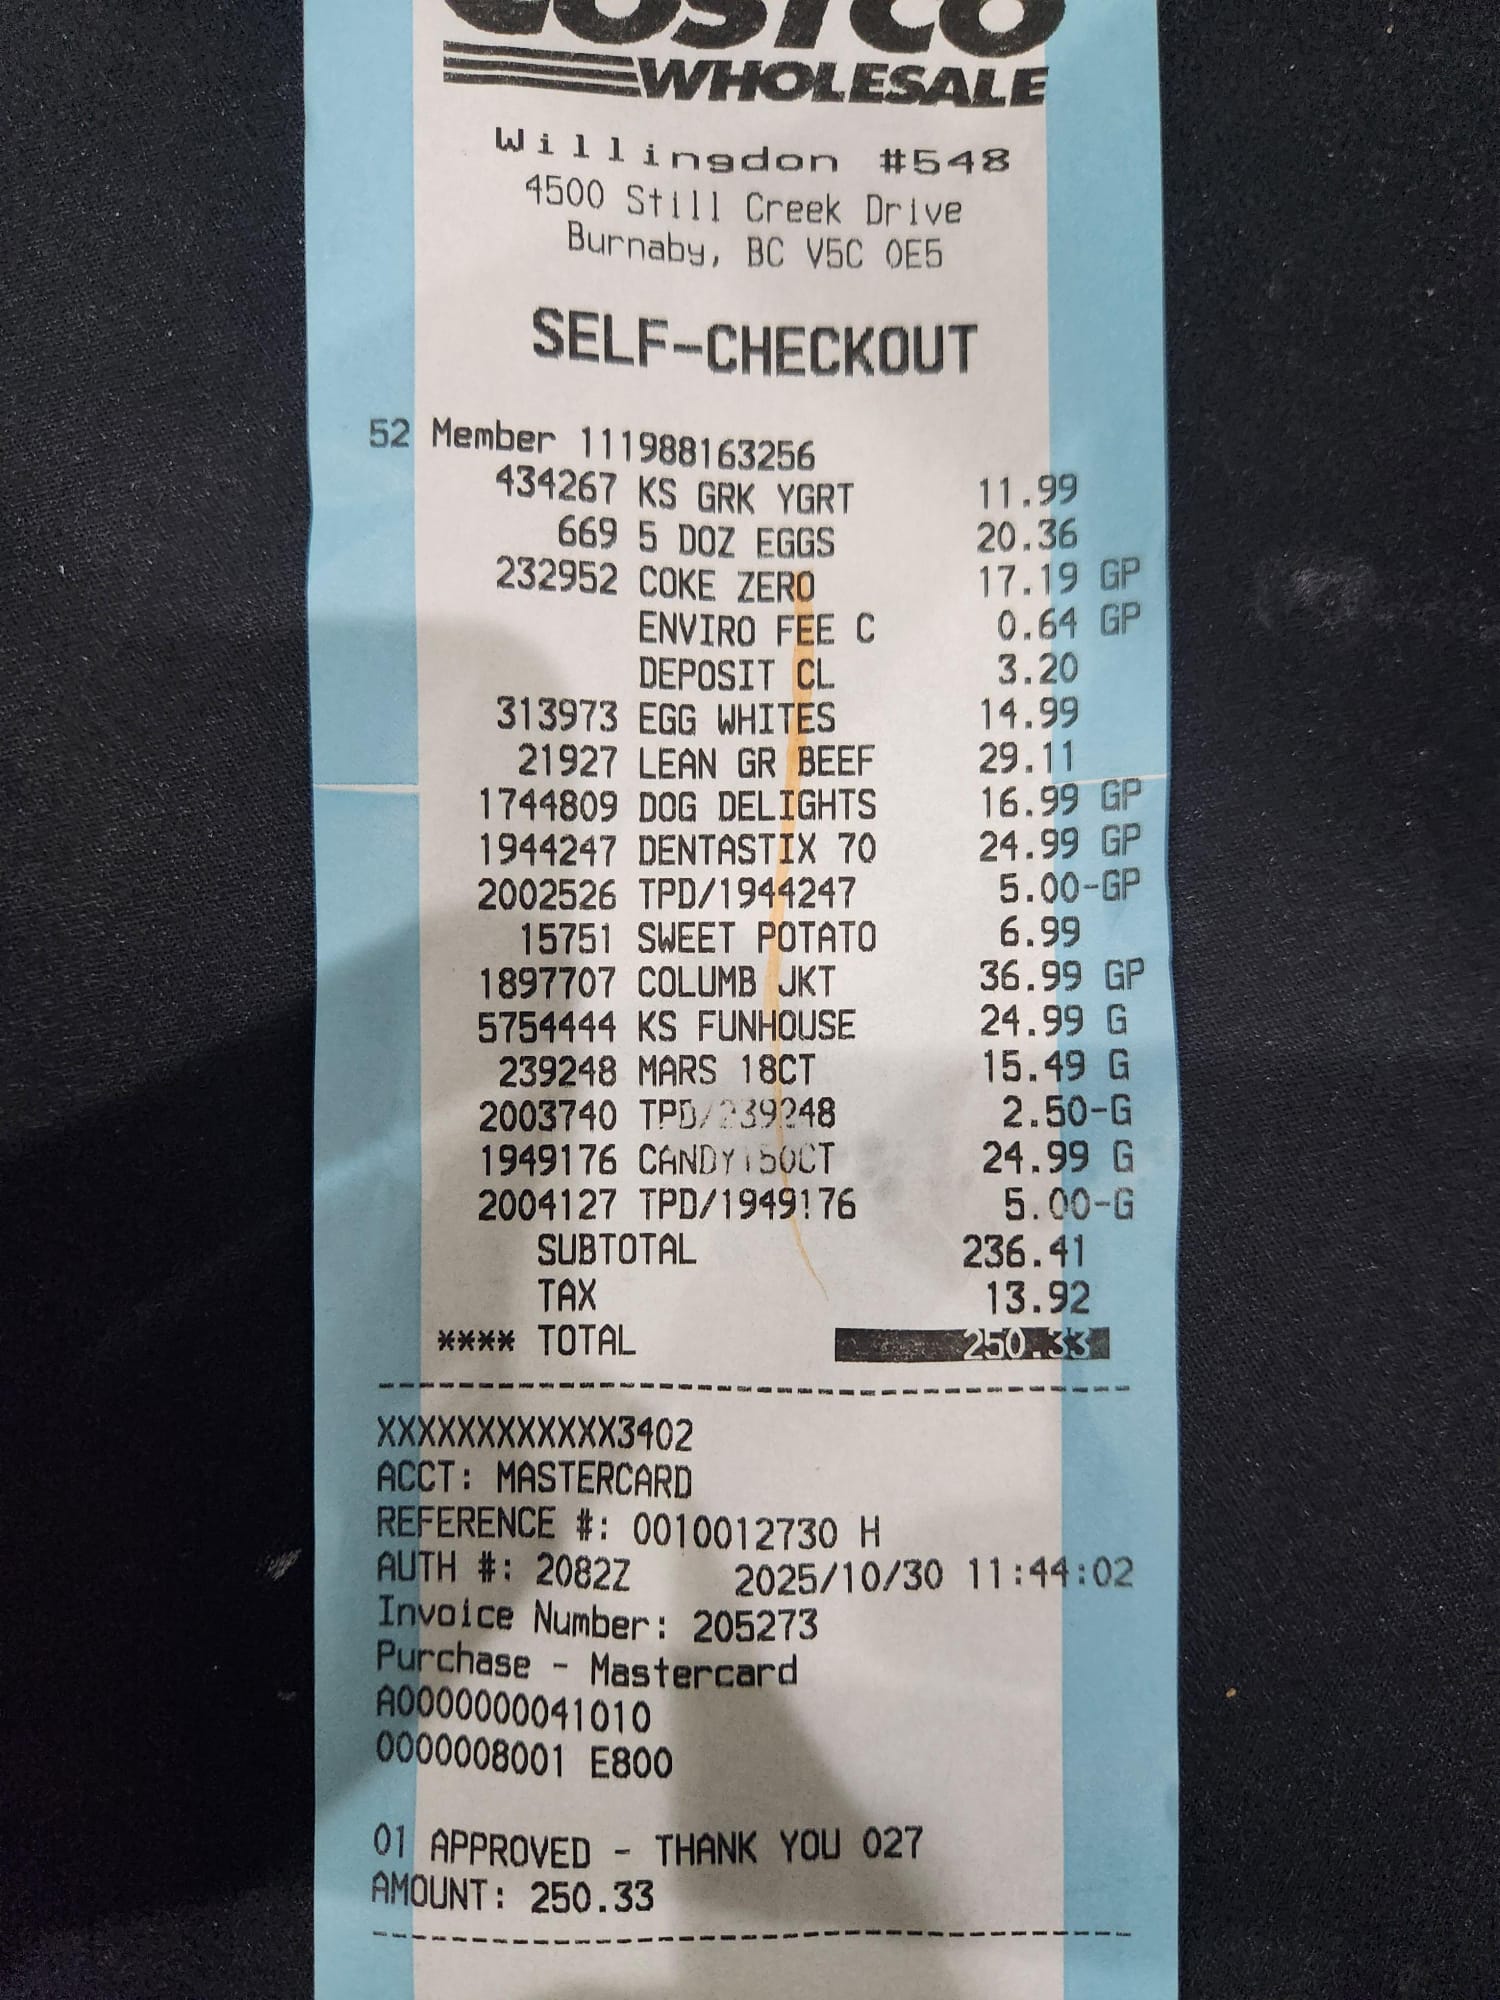 COSTCO
WHOLESALE
Willingdon #548
4500 Still Creek Drive
Burnaby, BC V5C 0E5
SELF-CHECKOUT
52 Member 111988163256
434267 KS GRK YGRT 11.99
669 5 DOZ EGGS 20.36
232952 COKE ZERO 17.19 GP
ENVIRO FEE C 0.64 GP
DEPOSIT CL 3.20
313973 EGG WHITES 14.99
21927 LEAN GR BEEF 29.11
1744809 DOG DELIGHTS 16.99 GP
1944247 DENTASTIX 70 24.99 GP
2002526 TPD/1944247 5.00-GP
15751 SWEET POTATO 6.99
1897707 COLUMB JKT 36.99 GP
5754444 KS FUNHOUSE 24.99 G
239248 MARS 18CT 15.49 G
2003740 TPD/239248 2.50-G
1949176 CANDY150CT 24.99 G
2004127 TPD/1949176 5.00-G
SUBTOTAL 236.41
TAX 13.92
**** TOTAL 250.33
XXXXXXXXXXXX3402
ACCT: MASTERCARD
REFERENCE #: 0010012730 H
AUTH #: 2082Z 2025/10/30 11:44:02
Invoice Number: 205273
Purchase - Mastercard
A0000000041010
0000008001 E800
01 APPROVED - THANK YOU 027
AMOUNT: 250.33